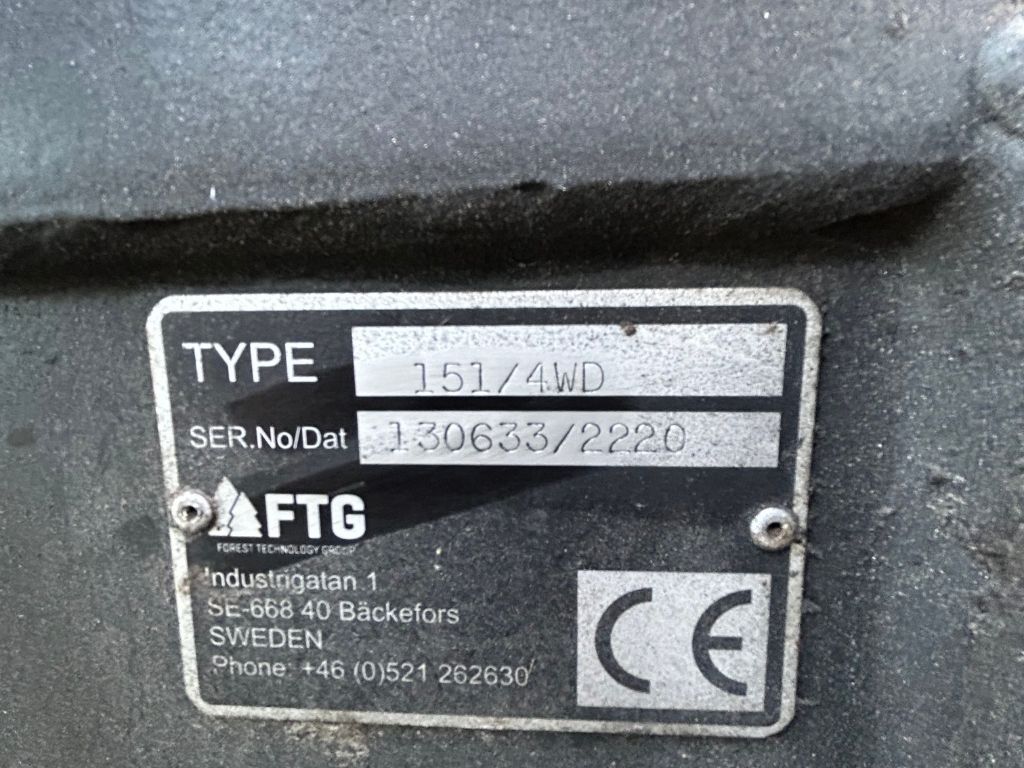 TYPE 151/4WD
SER.No/Dat 130633/2220
FTG
FOREST TECHNOLOGY GROUP
Industrigatan 1
SE-668 40 Bäckefors
SWEDEN
Phone: +46 (0)521 262630
CE